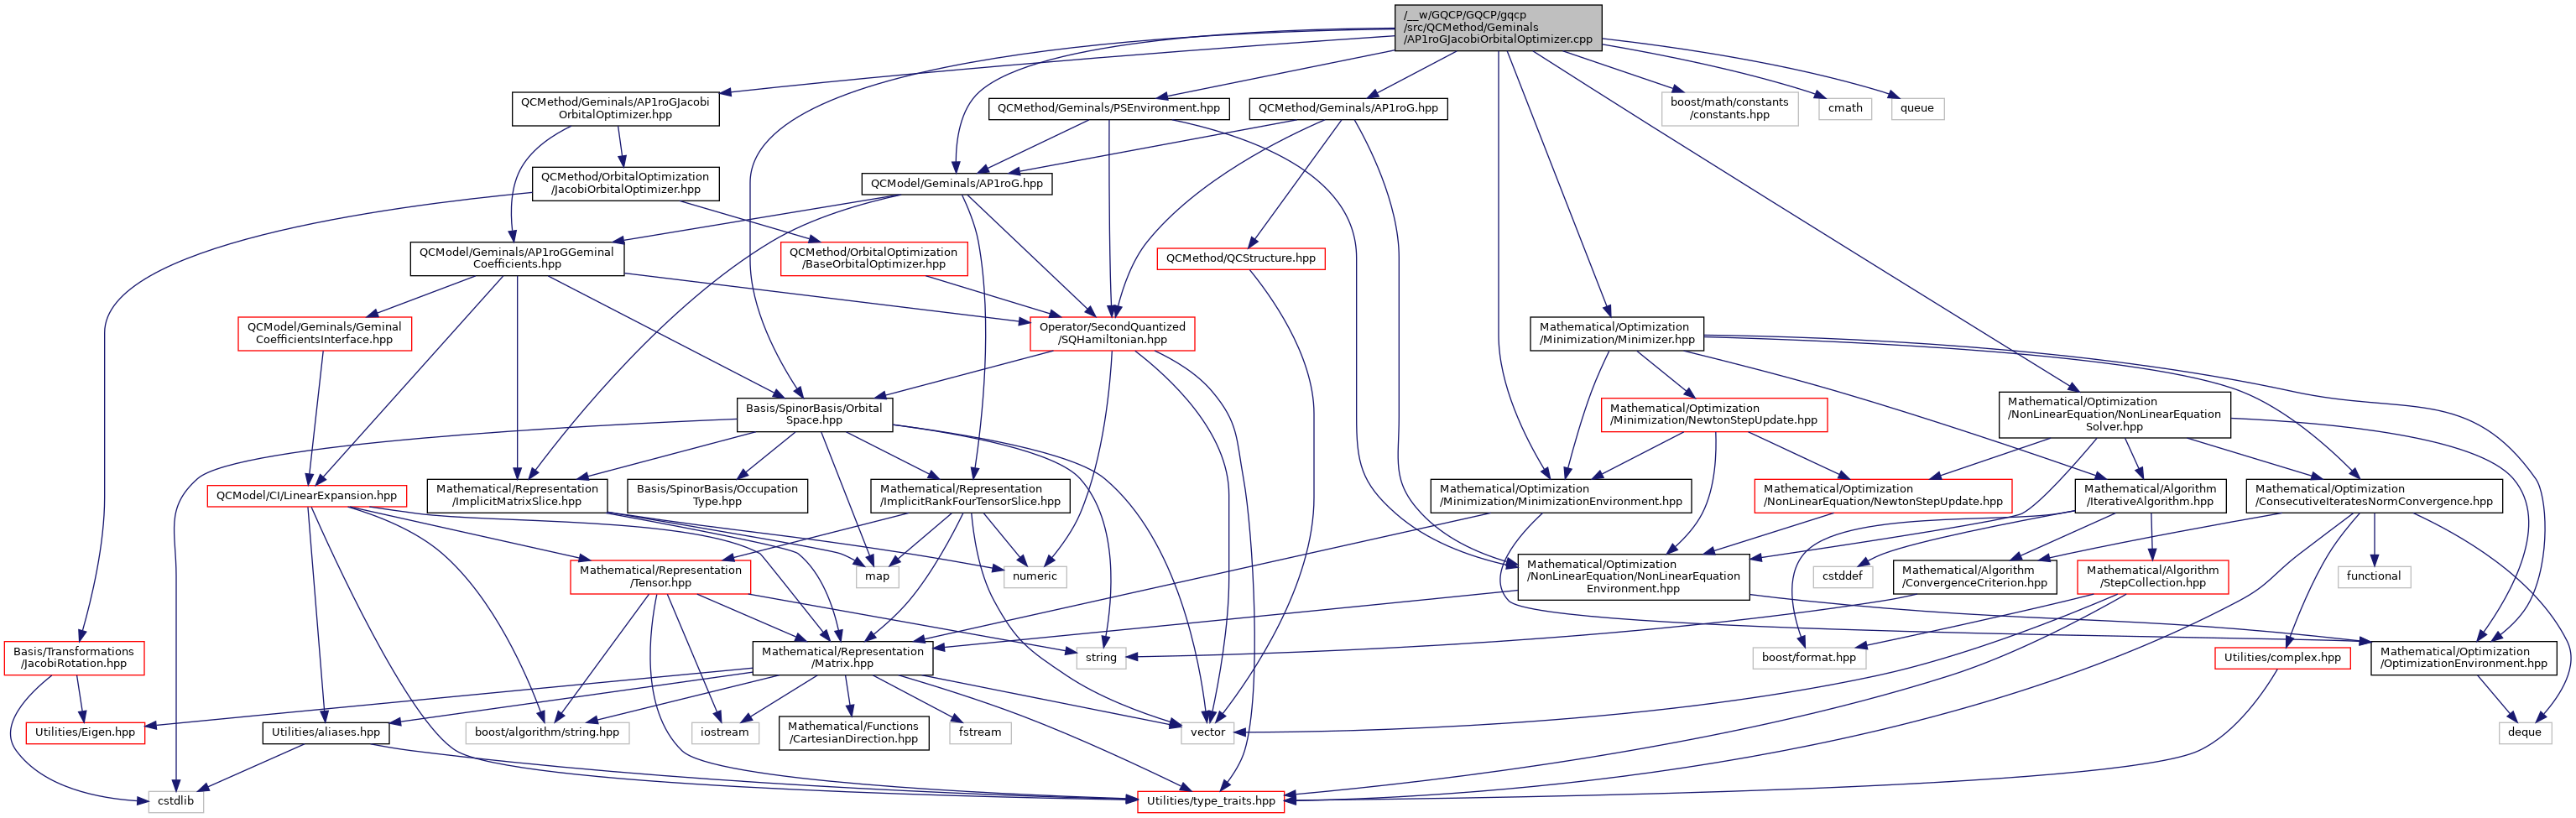 /__w/GQCP/GQCP/gqcp
/src/QCMethod/Geminals
/AP1roGJacobiOrbitalOptimizer.cpp
QCMethod/Geminals/AP1roGJacobi
OrbitalOptimizer.hpp
QCMethod/Geminals/PSEnvironment.hpp
QCMethod/Geminals/AP1roG.hpp
boost/math/constants
/constants.hpp
cmath
queue
QCMethod/OrbitalOptimization
/JacobiOrbitalOptimizer.hpp
QCModel/Geminals/AP1roG.hpp
QCModel/Geminals/AP1roGGeminal
Coefficients.hpp
QCMethod/OrbitalOptimization
/BaseOrbitalOptimizer.hpp
QCMethod/QCStructure.hpp
QCModel/Geminals/Geminal
CoefficientsInterface.hpp
Operator/SecondQuantized
/SQHamiltonian.hpp
Mathematical/Optimization
/Minimization/Minimizer.hpp
Basis/SpinorBasis/Orbital
Space.hpp
Mathematical/Optimization
/Minimization/NewtonStepUpdate.hpp
Mathematical/Optimization
/NonLinearEquation/NonLinearEquation
Solver.hpp
QCModel/CI/LinearExpansion.hpp
Mathematical/Representation
/ImplicitMatrixSlice.hpp
Basis/SpinorBasis/Occupation
Type.hpp
Mathematical/Representation
/ImplicitRankFourTensorSlice.hpp
Mathematical/Optimization
/Minimization/MinimizationEnvironment.hpp
Mathematical/Optimization
/NonLinearEquation/NewtonStepUpdate.hpp
Mathematical/Algorithm
/IterativeAlgorithm.hpp
Mathematical/Optimization
/ConsecutiveIteratesNormConvergence.hpp
Mathematical/Representation
/Tensor.hpp
map
numeric
Mathematical/Optimization
/NonLinearEquation/NonLinearEquation
Environment.hpp
cstddef
Mathematical/Algorithm
/ConvergenceCriterion.hpp
Mathematical/Algorithm
/StepCollection.hpp
functional
Basis/Transformations
/JacobiRotation.hpp
Mathematical/Representation
/Matrix.hpp
string
boost/format.hpp
Utilities/complex.hpp
Mathematical/Optimization
/OptimizationEnvironment.hpp
Utilities/Eigen.hpp
Utilities/aliases.hpp
boost/algorithm/string.hpp
iostream
Mathematical/Functions
/CartesianDirection.hpp
fstream
vector
deque
cstdlib
Utilities/type_traits.hpp